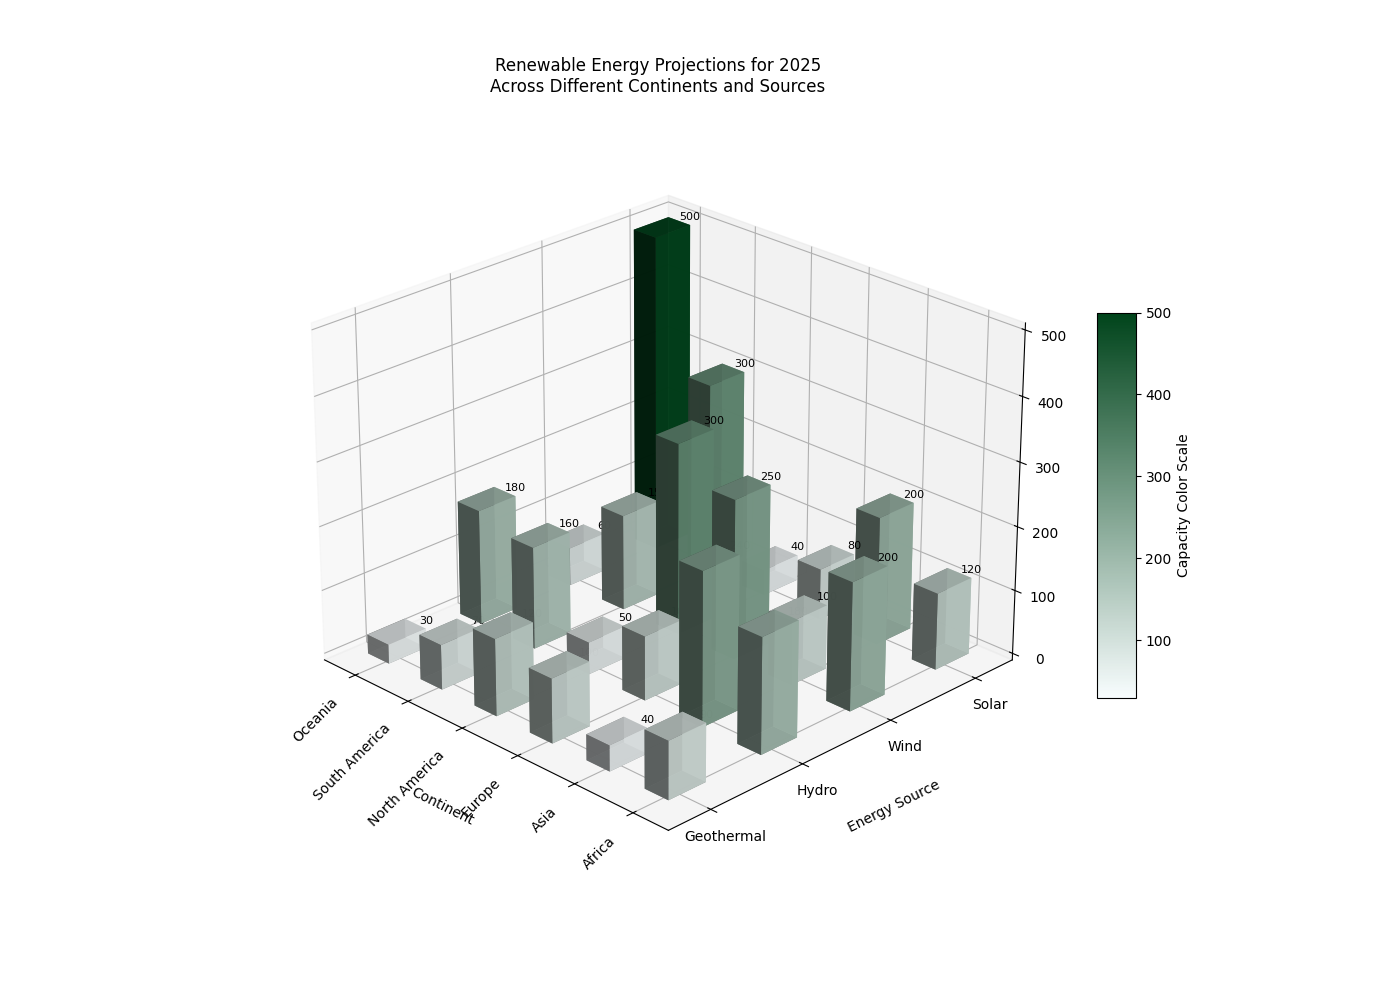 Renewable Energy Projections for 2025
Across Different Continents and Sources
500
300
300
180
250
160
200
40
80
200
120
30
50
40
500
400
300
200
100
0
Oceania
South America
North America
Europe
Asia
Africa
Continent
Geothermal
Hydro
Wind
Solar
Energy Source
500
400
300
200
100
Capacity Color Scale